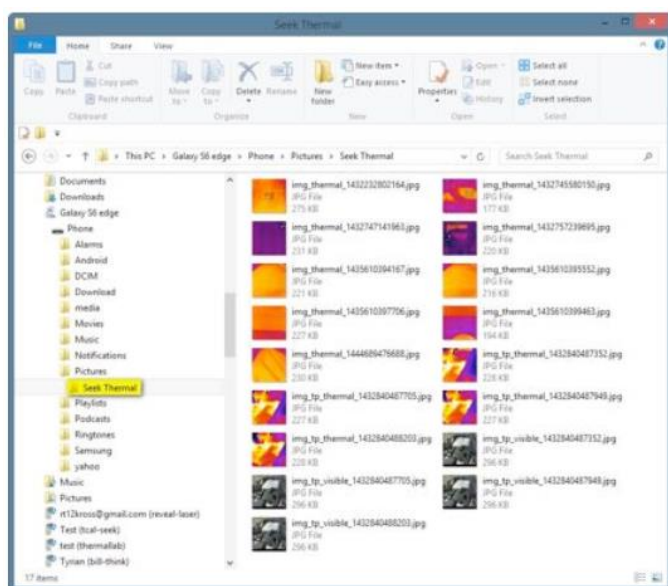 Seek Thermal
File Home Share View
Copy Paste Cut Copy path Paste shortcut Move to Copy to Delete Rename New folder New item Easy access Properties Open Edit History Select all Select none Invert selection
Clipboard Organize New Open Select
This PC Galaxy S6 edge Phone Pictures Seek Thermal Search Seek Thermal
Documents
Downloads
Galaxy S6 edge
Phone
Alarms
Android
DCIM
Download
media
Movies
Music
Notifications
Pictures
Seek Thermal
Playlists
Podcasts
Ringtones
Samsung
yahoo
Music
Pictures
rt12kross@gmail.com (reveal-laser)
Test (tcal-seek)
test (thermallab)
Tyrian (bill-think)
img_thermal_1432232802164.jpg
JPG File
275 KB
img_thermal_1432745580150.jpg
JPG File
177 KB
img_thermal_1432747141963.jpg
JPG File
231 KB
img_thermal_1432757239695.jpg
JPG File
220 KB
img_thermal_1435610394167.jpg
JPG File
221 KB
img_thermal_1435610395552.jpg
JPG File
216 KB
img_thermal_1435610397706.jpg
JPG File
227 KB
img_thermal_1435610399463.jpg
JPG File
194 KB
img_thermal_1444689476688.jpg
JPG File
230 KB
img_tp_thermal_1432840487352.jpg
JPG File
228 KB
img_tp_thermal_1432840487705.jpg
JPG File
227 KB
img_tp_thermal_1432840487949.jpg
JPG File
227 KB
img_tp_thermal_1432840488203.jpg
JPG File
228 KB
img_tp_visible_1432840487352.jpg
JPG File
296 KB
img_tp_visible_1432840487705.jpg
JPG File
296 KB
img_tp_visible_1432840487949.jpg
JPG File
296 KB
img_tp_visible_1432840488203.jpg
JPG File
296 KB
17 items